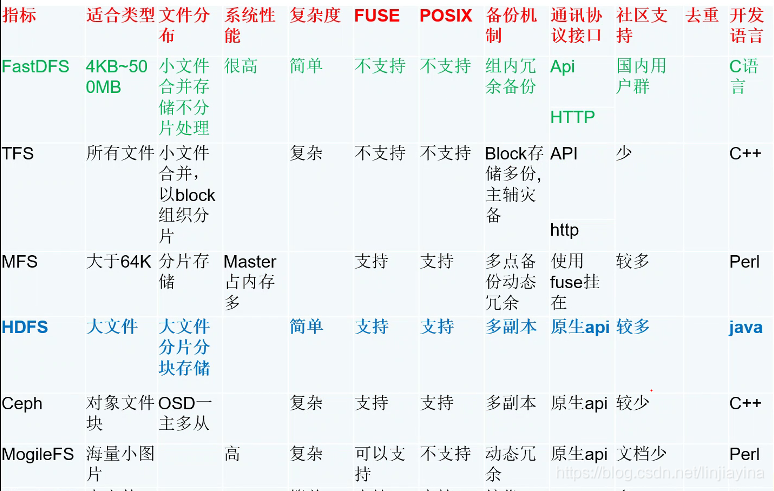 指标 适合类型 文件分布 系统性能 复杂度 FUSE POSIX 备份机制 通讯协议接口 社区支持 去重 开发语言
FastDFS 4KB~500MB 小文件合并存储不分片处理 很高 简单 不支持 不支持 组内冗余备份 Api HTTP 国内用户群 C语言
TFS 所有文件 小文件合并，以block组织分片 复杂 不支持 不支持 Block存储多份,主辅灾备 API http 少 C++
MFS 大于64K 分片存储 Master占内存多 支持 支持 多点备份动态冗余 使用fuse挂在 较多 Perl
HDFS 大文件 大文件分片分块存储 简单 支持 支持 多副本 原生api 较多 java
Ceph 对象文件块 OSD一主多从 复杂 支持 支持 多副本 原生api 较少 C++
MogileFS 海量小图片 高 复杂 可以支持 不支持 动态冗余 原生api 文档少 Perl
https://blog.csdn.net/linjiayina